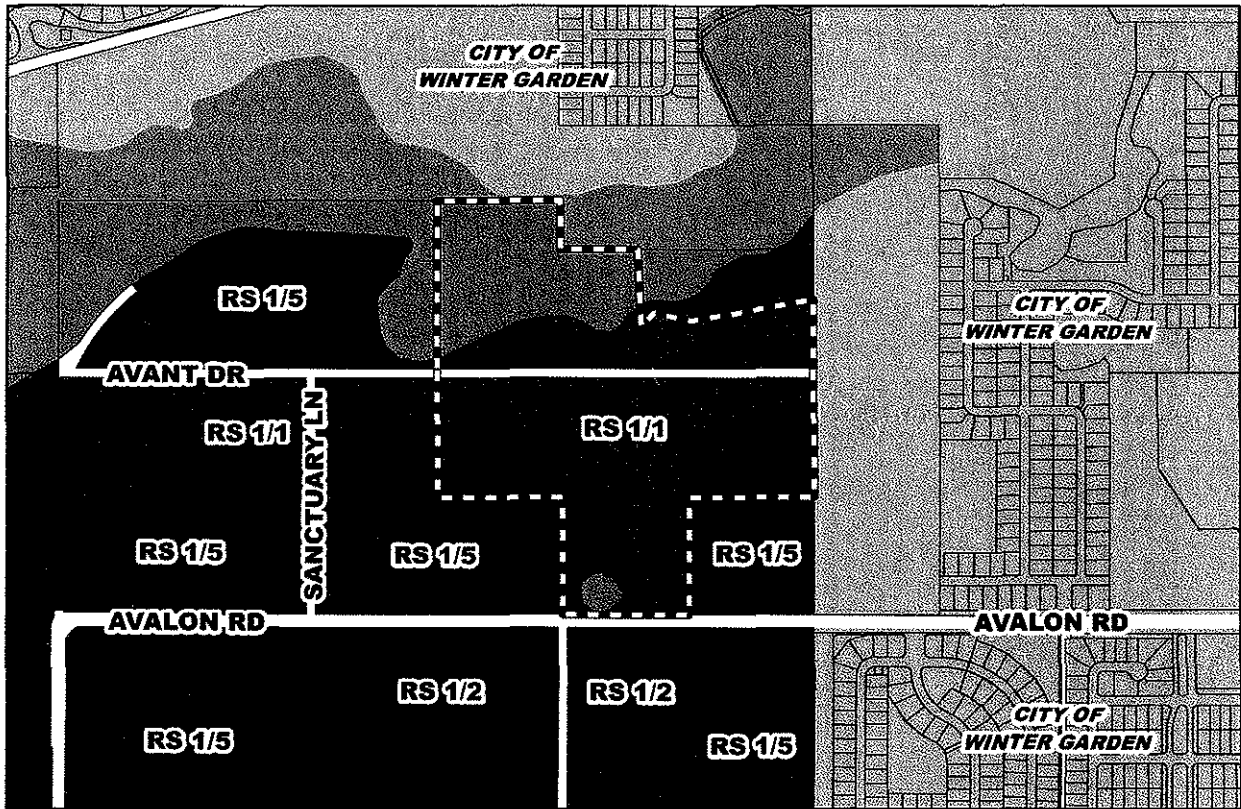 CITY OF
WINTER GARDEN
RS 1/5
CITY OF
WINTER GARDEN
AVANT DR
RS 1/1
SANCTUARY LN
RS 1/1
RS 1/5
RS 1/5
RS 1/5
AVALON RD
AVALON RD
RS 1/2
RS 1/2
RS 1/5
RS 1/5
CITY OF
WINTER GARDEN